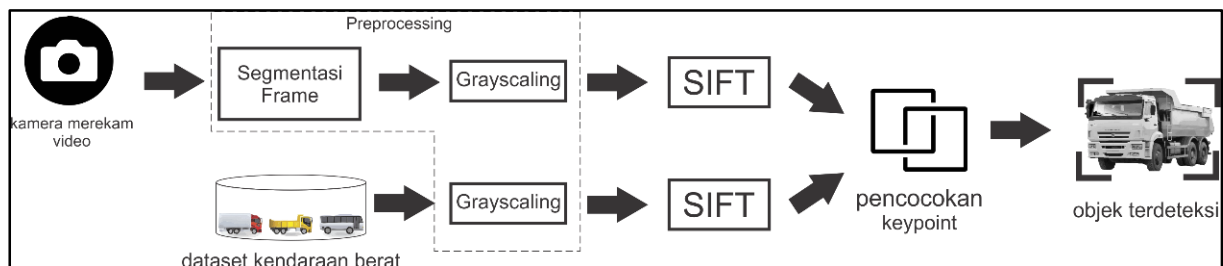 Preprocessing
Segmentasi
Frame
Grayscaling
SIFT
kamera merekam
video
Grayscaling
SIFT
pencocokan
keypoint
objek terdeteksi
dataset kendaraan berat